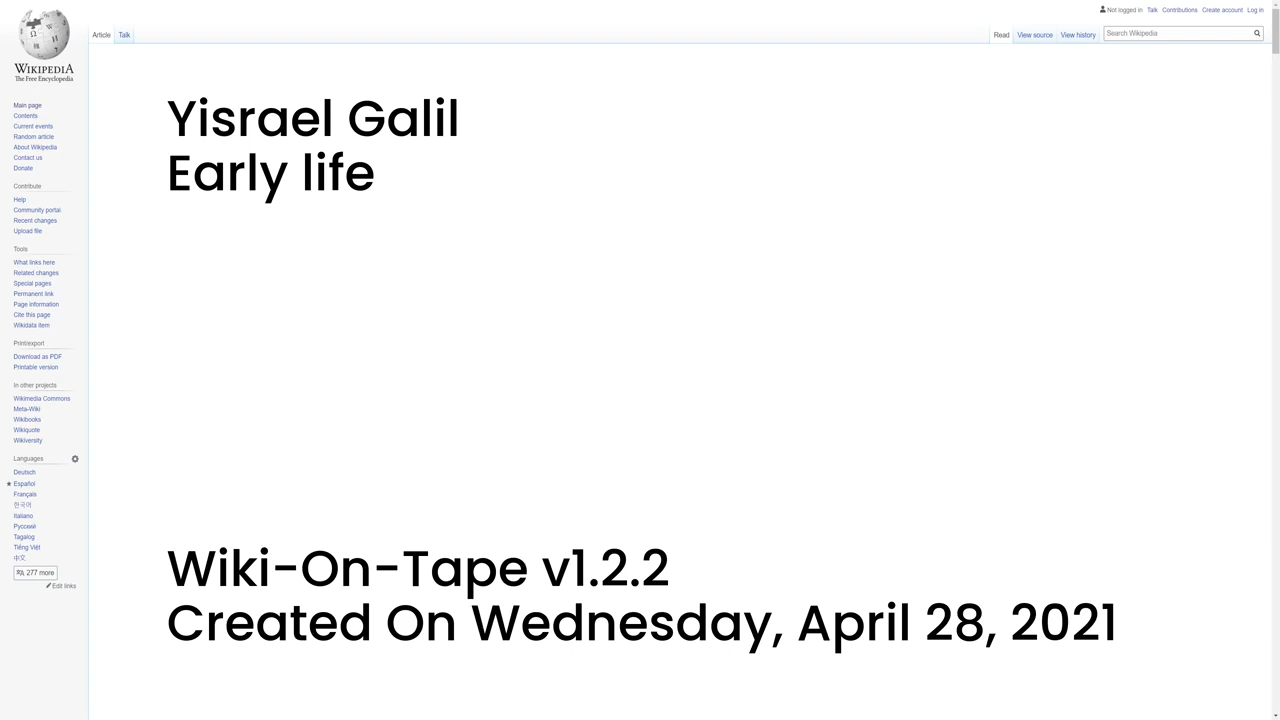 Not logged in Talk Contributions Create account Log in
Article Talk Read View source View history Search Wikipedia
WIKIPEDIA
The Free Encyclopedia
Main page
Contents
Current events
Random article
About Wikipedia
Contact us
Donate
Contribute
Help
Community portal
Recent changes
Upload file
Tools
What links here
Related changes
Special pages
Permanent link
Page information
Cite this page
Wikidata item
Print/export
Download as PDF
Printable version
In other projects
Wikimedia Commons
Meta-Wiki
Wikibooks
Wikiquote
Wikiversity
Languages
Deutsch
Español
Français
한국어
Italiano
Русский
Tagalog
Tiếng Việt
中文
277 more
Edit links
Yisrael Galil
Early life
Wiki-On-Tape v1.2.2
Created On Wednesday, April 28, 2021